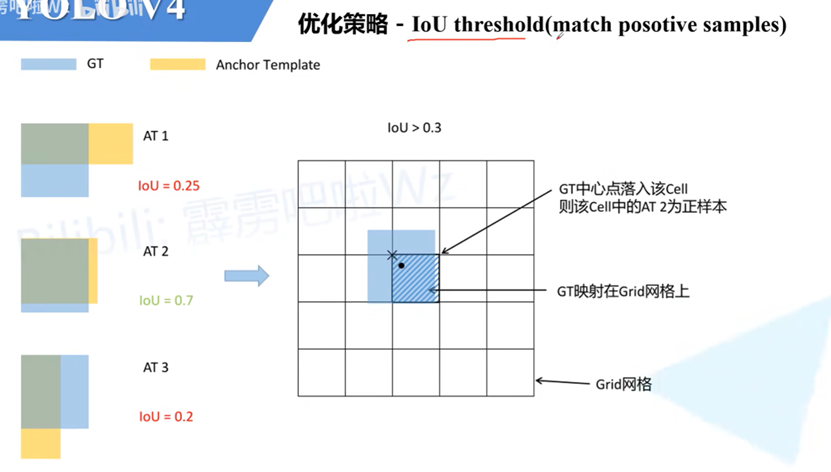 YOLO V4
优化策略 - IoU threshold(match posotive samples)
GT
Anchor Template
AT 1
IoU = 0.25
AT 2
IoU = 0.7
AT 3
IoU = 0.2
IoU > 0.3
GT中心点落入该Cell
则该Cell中的AT 2为正样本
GT映射在Grid网格上
Grid网格
Bilibili: 霹雳吧啦Wz